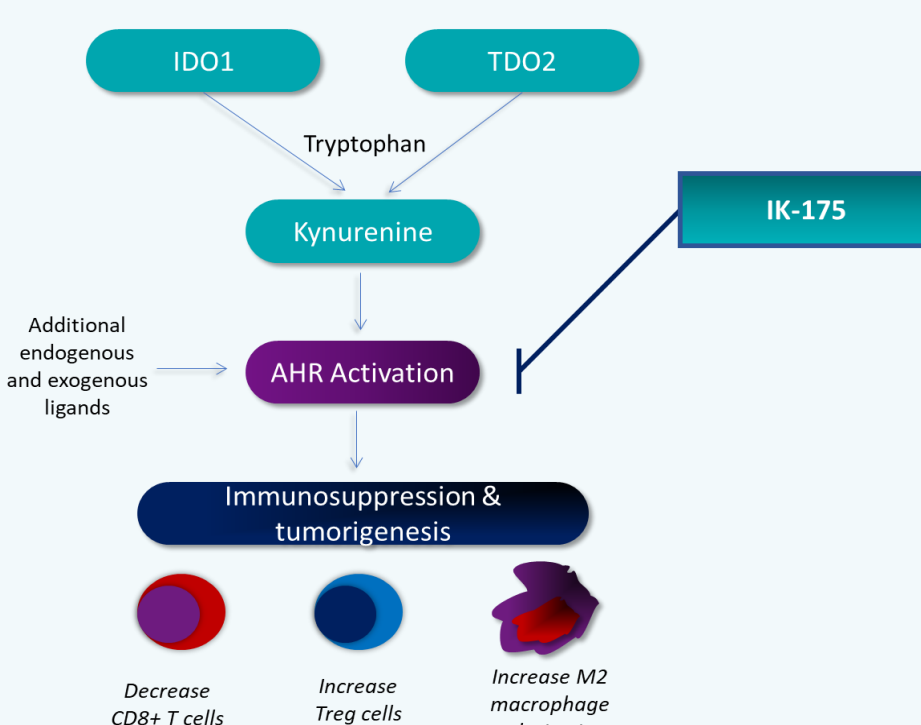 IDO1
TDO2
Tryptophan
Kynurenine
IK-175
Additional
endogenous
and exogenous
ligands
AHR Activation
Immunosuppression &
tumorigenesis
Decrease
CD8+ T cells
Increase
Treg cells
Increase M2
macrophage